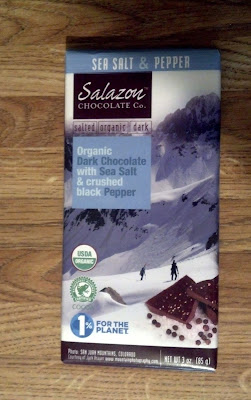 SEA SALT & PEPPER
Salazon™
CHOCOLATE Co.
salted organic dark
Organic
Dark Chocolate
with Sea Salt
& crushed
black Pepper
USDA
ORGANIC
1% FOR THE
PLANET
Photo: SAN JUAN MOUNTAINS, COLORADO
NET WT. 3 oz. (85 g)